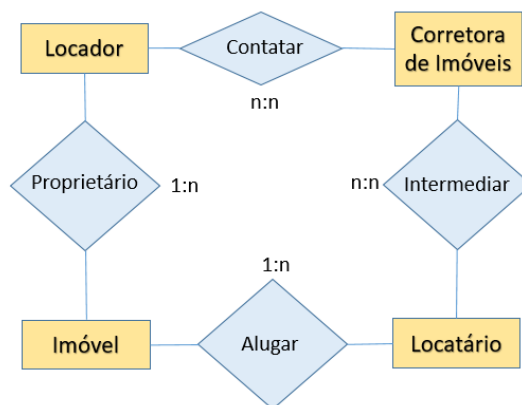 Locador
Contatar
Corretora
de Imóveis
n:n
Proprietário
1:n
n:n
Intermediar
1:n
Imóvel
Alugar
Locatário